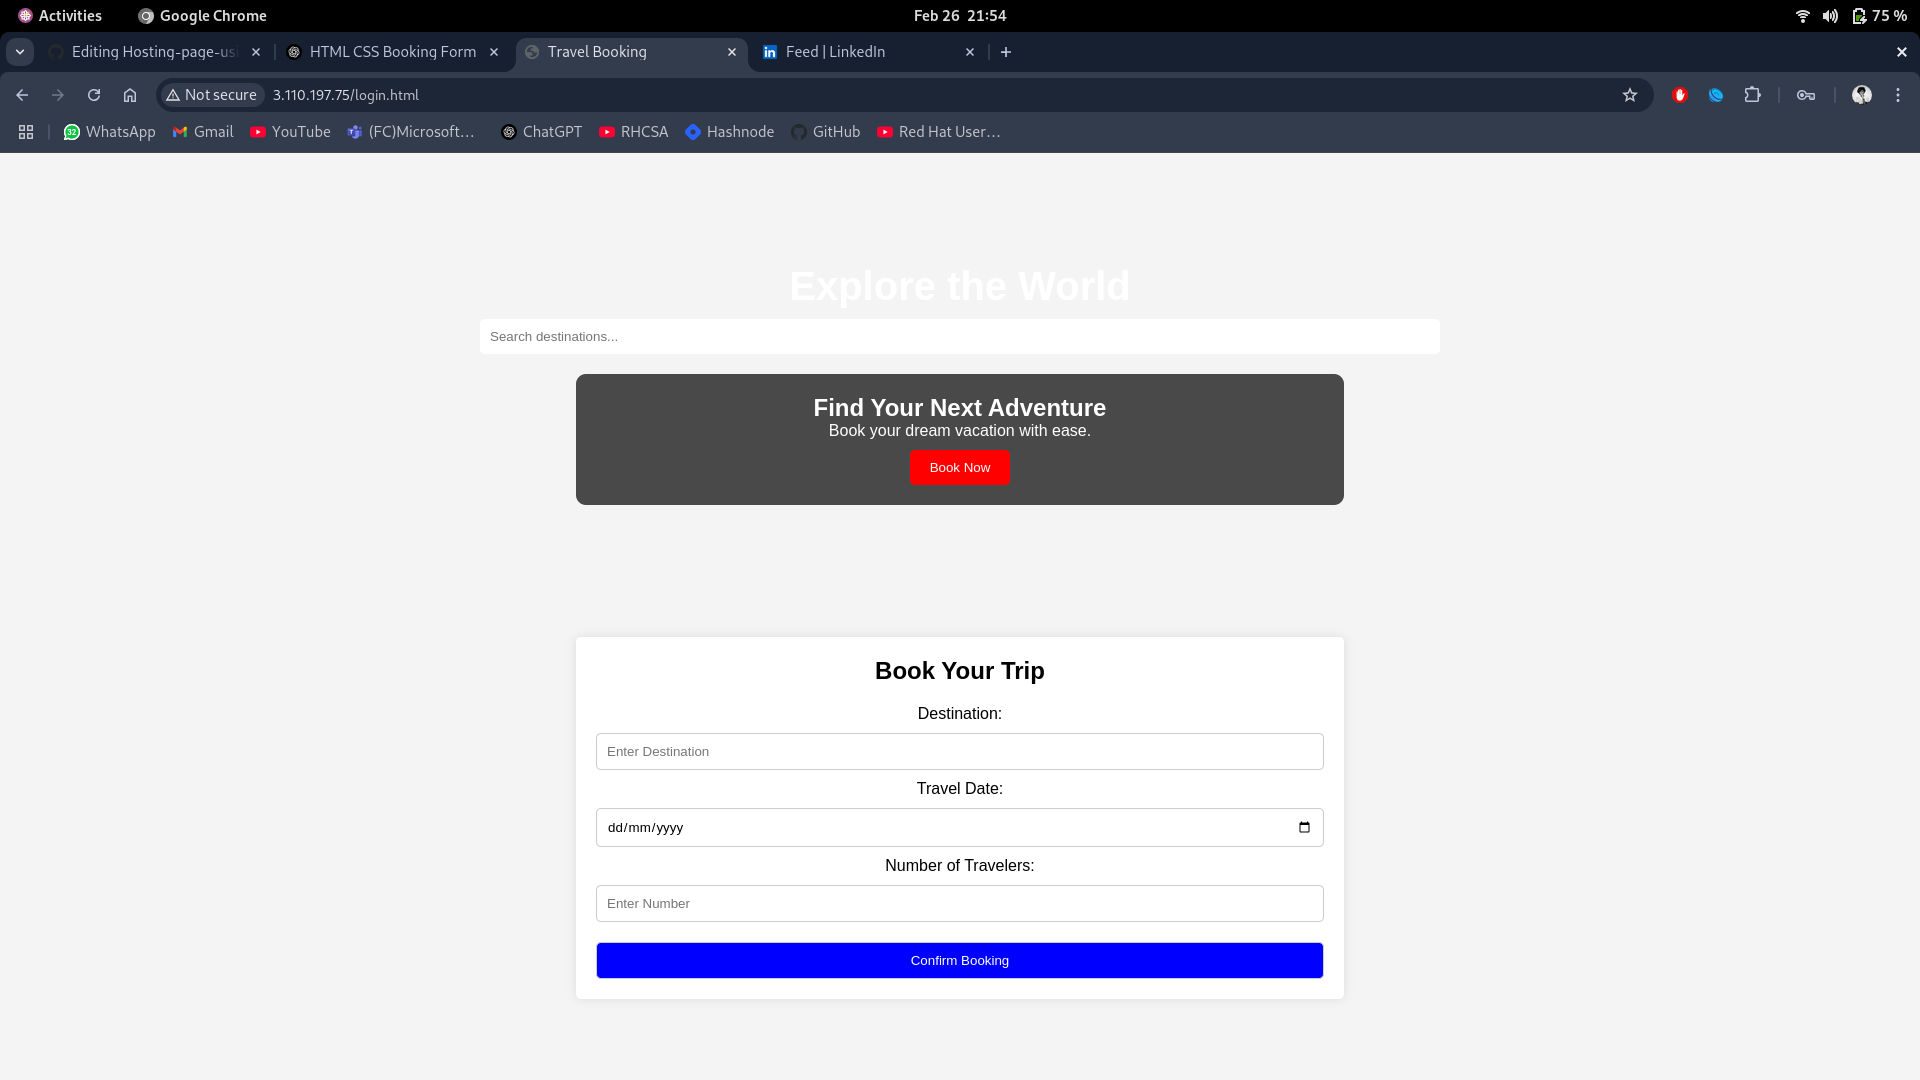 Activities
Google Chrome
Feb 26 21:54
75 %
Editing Hosting-page-usi
HTML CSS Booking Form
Travel Booking
Feed | LinkedIn
Not secure
3.110.197.75/login.html
32
WhatsApp
Gmail
YouTube
(FC)Microsoft…
ChatGPT
RHCSA
Hashnode
GitHub
Red Hat User…
Explore the World
Search destinations...
Find Your Next Adventure
Book your dream vacation with ease.
Book Now
Book Your Trip
Destination:
Enter Destination
Travel Date:
dd/mm/yyyy
Number of Travelers:
Enter Number
Confirm Booking